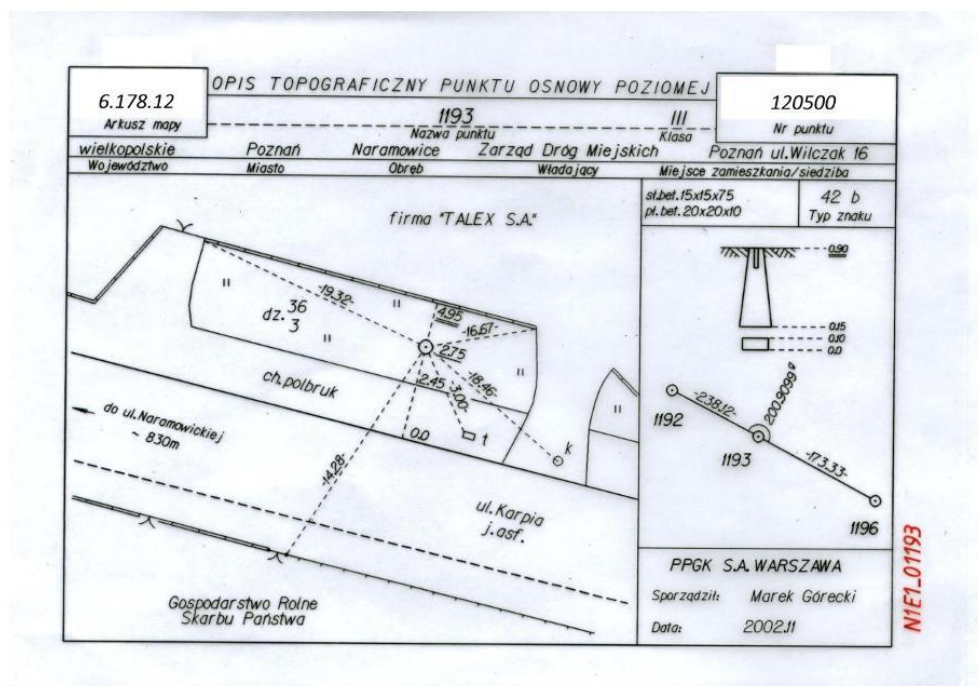 OPIS TOPOGRAFICZNY PUNKTU OSNOWY POZIOMEJ
6.178.12
Arkusz mapy
1193
Nazwa punktu
III
Klasa
120500
Nr punktu
wielkopolskie Poznań Naramowice Zarząd Dróg Miejskich Poznań ul.Wilczak 16
Województwo Miasto Obręb Władający Miejsce zamieszkania/siedziba
firma "TALEX S.A."
-19.32-
dz. 36
3
4.95
-16.67-
2.75
-18.46-
2.45
-3.00-
ch.polbruk
0.0
t
k
do ul.Naramowickiej
~ 830m
-14.28-
ul.Karpia
j.asf.
Gospodarstwo Rolne
Skarbu Państwa
sł.bet.15x15x75
pł.bet.20x20x10
42 b
Typ znaku
0.90
0.15
0.10
0.0
200.9099 g
-238.12-
1192
1193
-173.33-
1196
PPGK S.A. WARSZAWA
Sporządził: Marek Górecki
Data: 2002.11
N1E1_01193